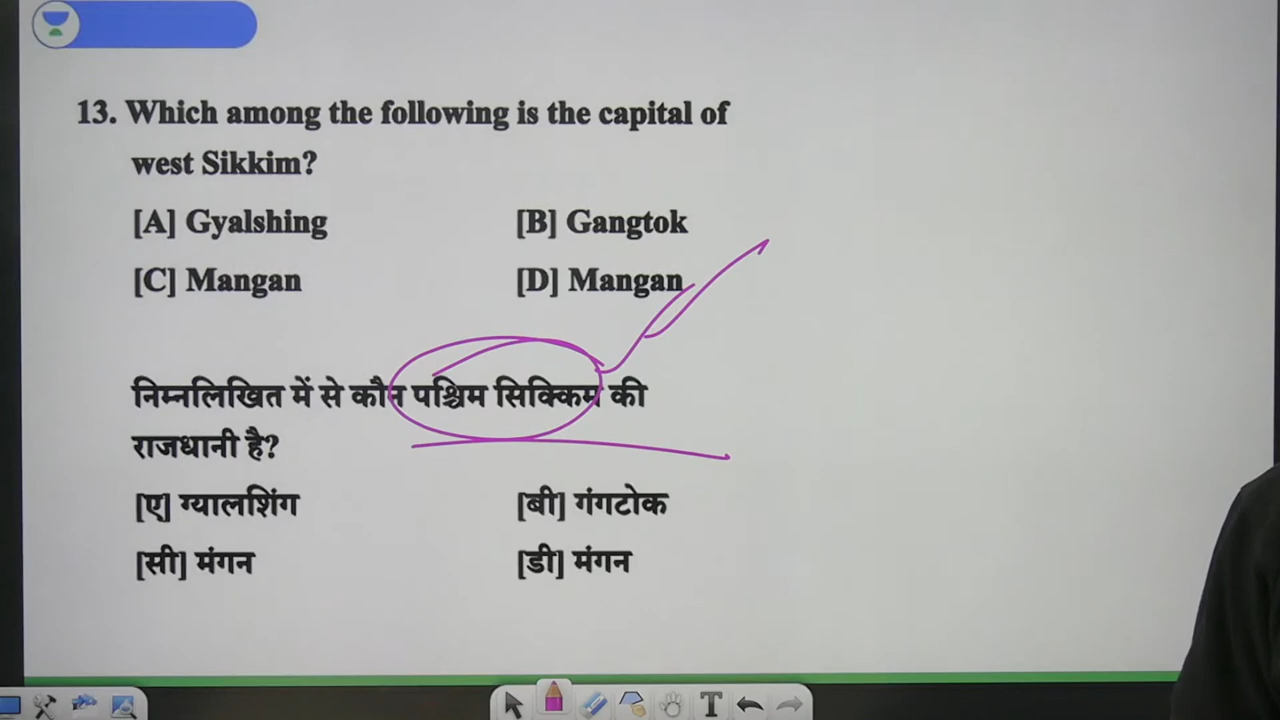 13. Which among the following is the capital of
west Sikkim?
[A] Gyalshing [B] Gangtok
[C] Mangan [D] Mangan
निम्नलिखित में से कौन पश्चिम सिक्किम की
राजधानी है?
[ए] ग्यालशिंग [बी] गंगटोक
[सी] मंगन [डी] मंगन
T